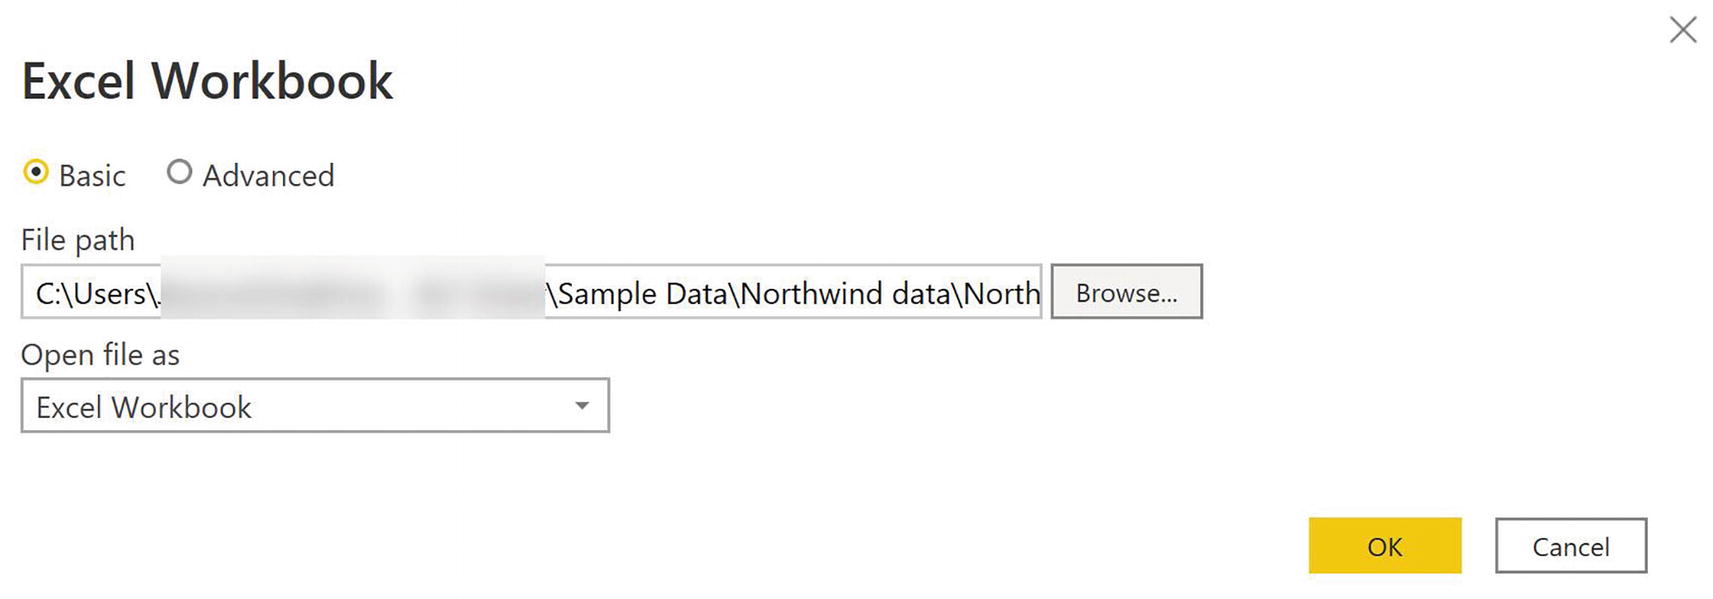 Excel Workbook
Basic Advanced
File path
C:\Users\ \Sample Data\Northwind data\North Browse...
Open file as
Excel Workbook
OK Cancel